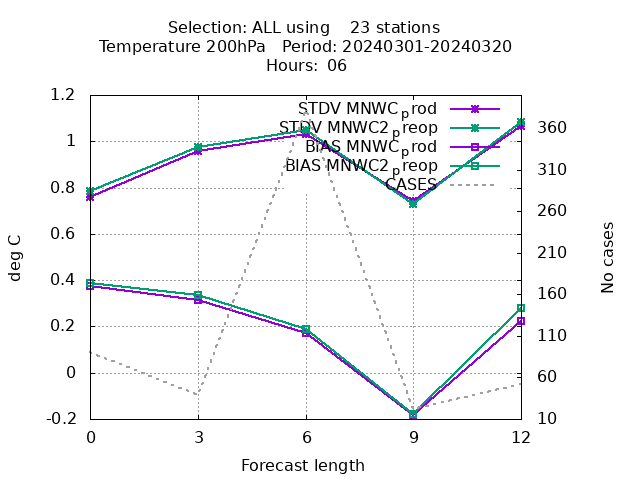 Selection: ALL using    23 stations
Temperature 200hPa   Period: 20240301-20240320
Hours: 06
1.2
1
0.8
0.6
0.4
0.2
0
-0.2
deg C
STDV MNWC_prod
STDV MNWC2_preop
BIAS MNWC_prod
BIAS MNWC2_preop
CASES
360
310
260
210
160
110
60
10
No cases
0 3 6 9 12
Forecast length